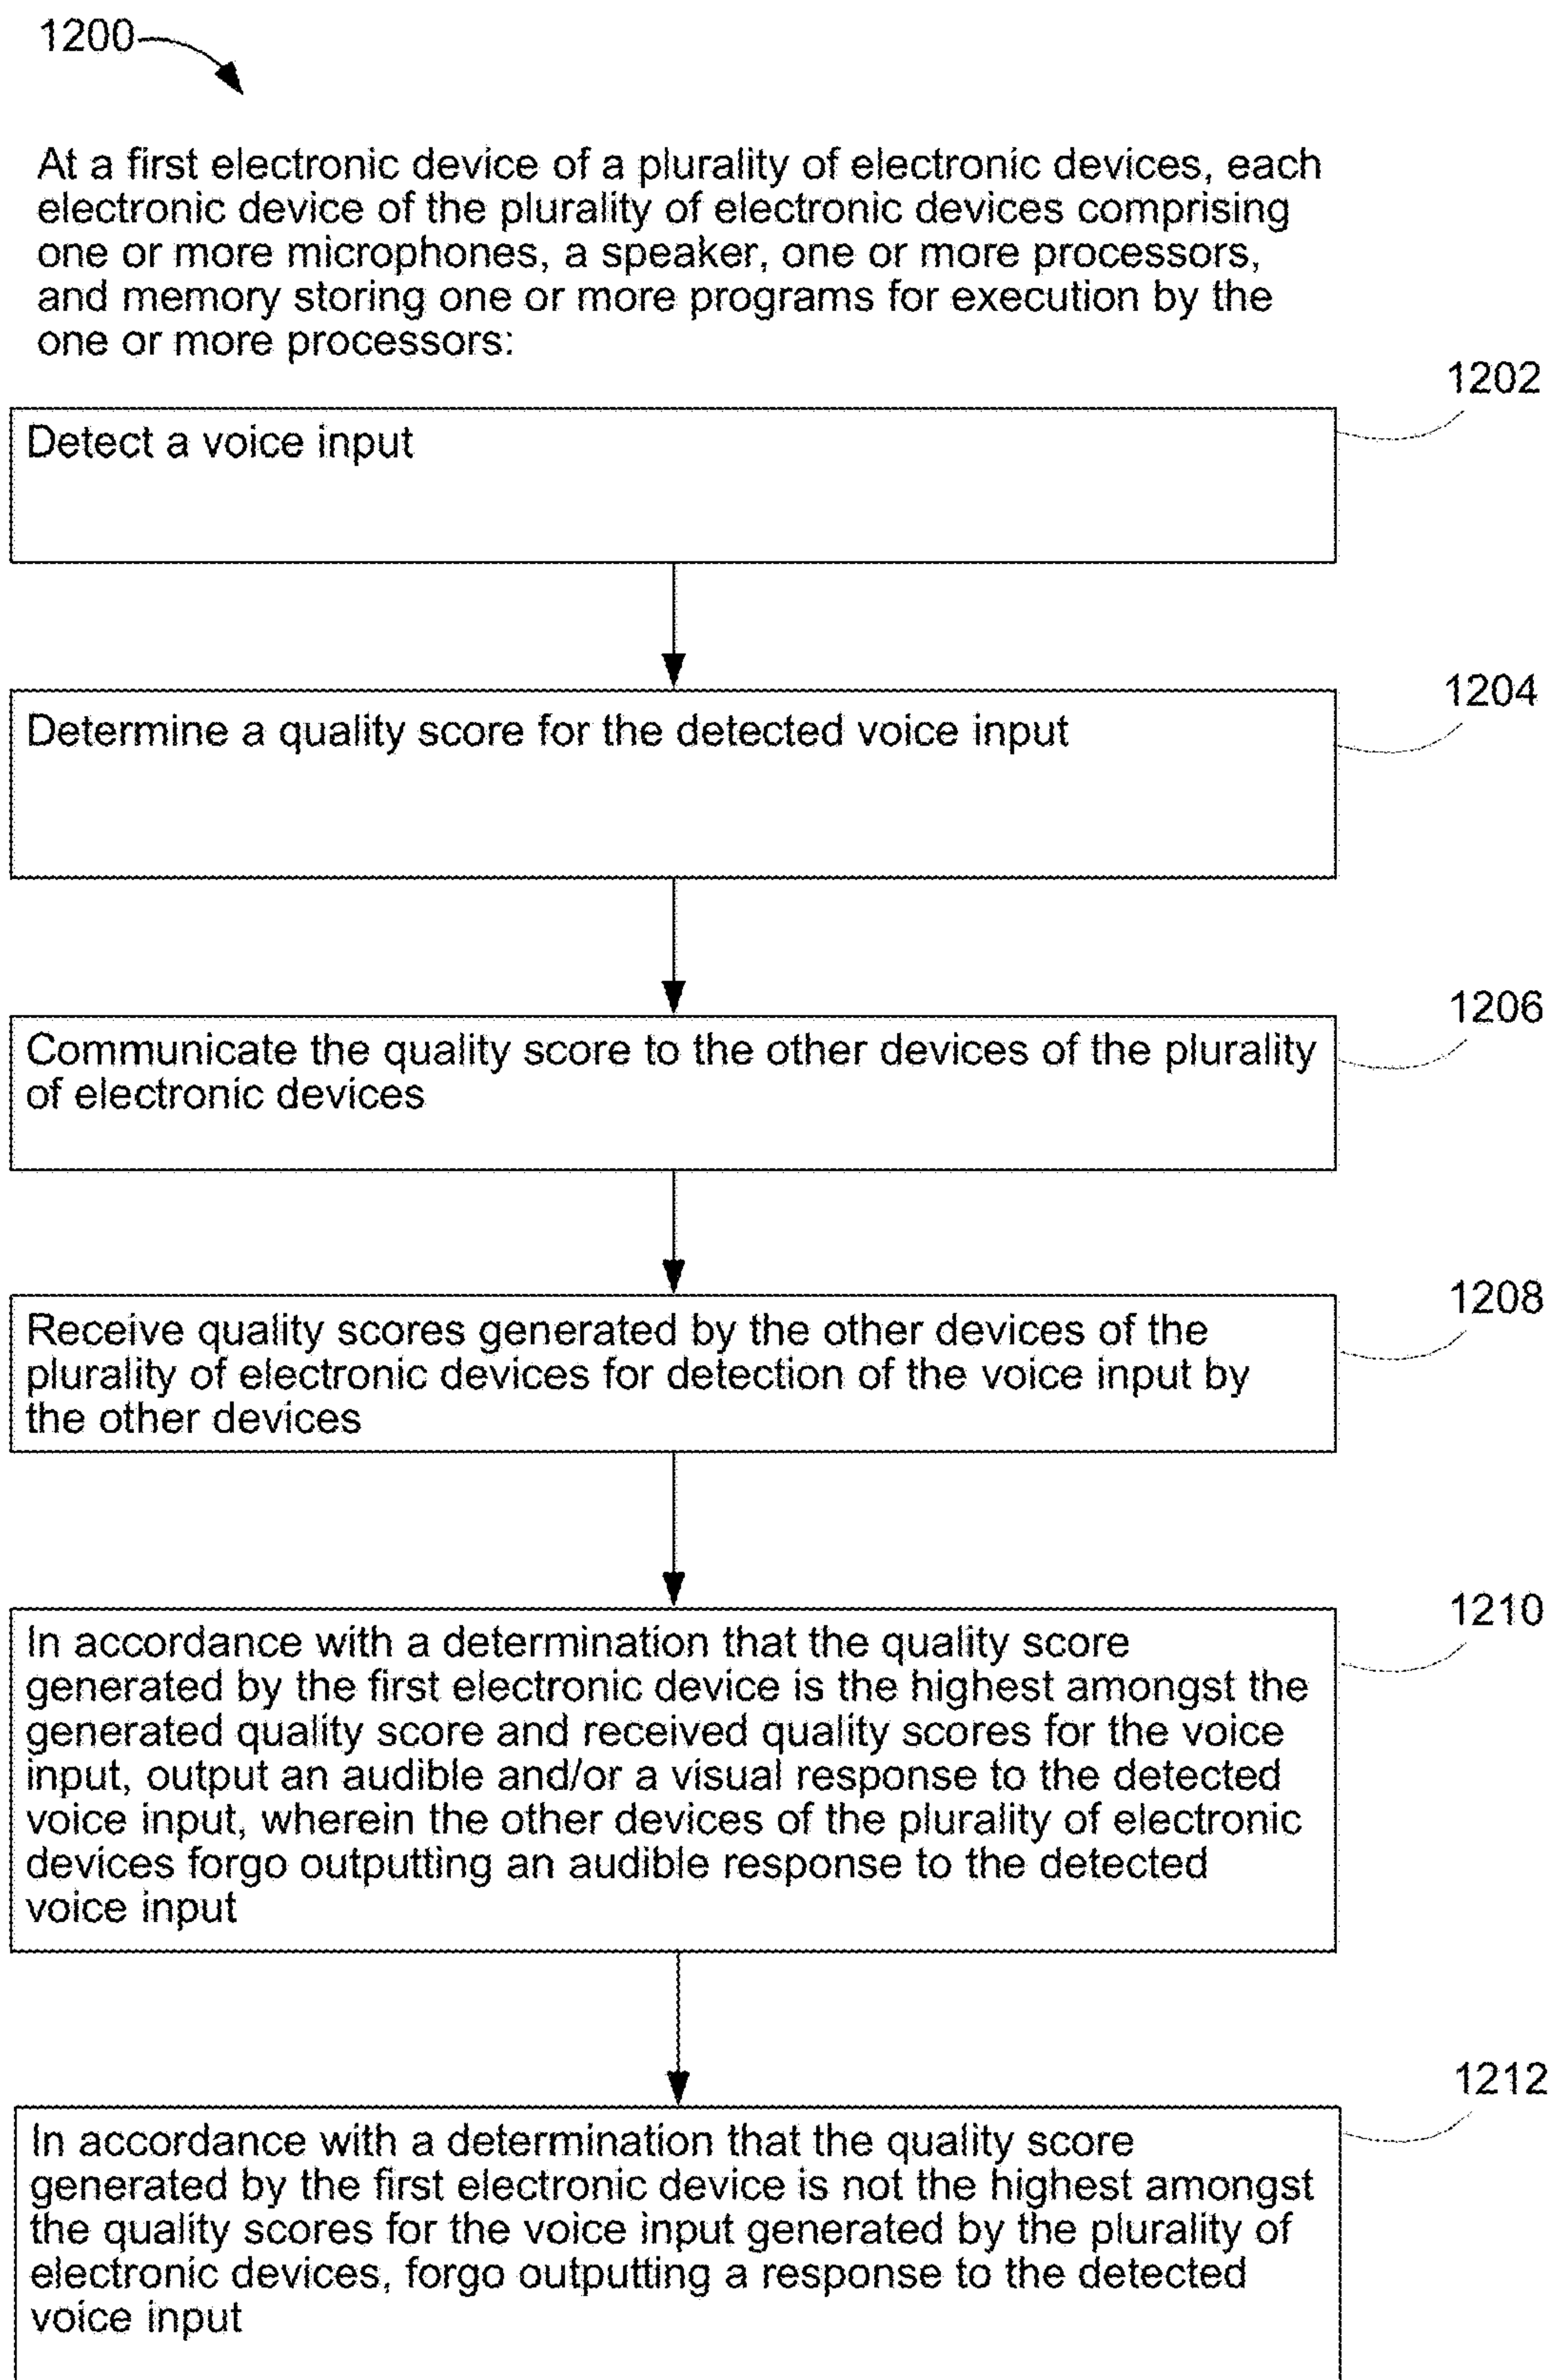 1200
At a first electronic device of a plurality of electronic devices, each
electronic device of the plurality of electronic devices comprising
one or more microphones, a speaker, one or more processors,
and memory storing one or more programs for execution by the
one or more processors:
1202
Detect a voice input
1204
Determine a quality score for the detected voice input
1206
Communicate the quality score to the other devices of the plurality
of electronic devices
1208
Receive quality scores generated by the other devices of the
plurality of electronic devices for detection of the voice input by
the other devices
1210
In accordance with a determination that the quality score
generated by the first electronic device is the highest amongst the
generated quality score and received quality scores for the voice
input, output an audible and/or a visual response to the detected
voice input, wherein the other devices of the plurality of electronic
devices forgo outputting an audible response to the detected
voice input
1212
In accordance with a determination that the quality score
generated by the first electronic device is not the highest amongst
the quality scores for the voice input generated by the plurality of
electronic devices, forgo outputting a response to the detected
voice input